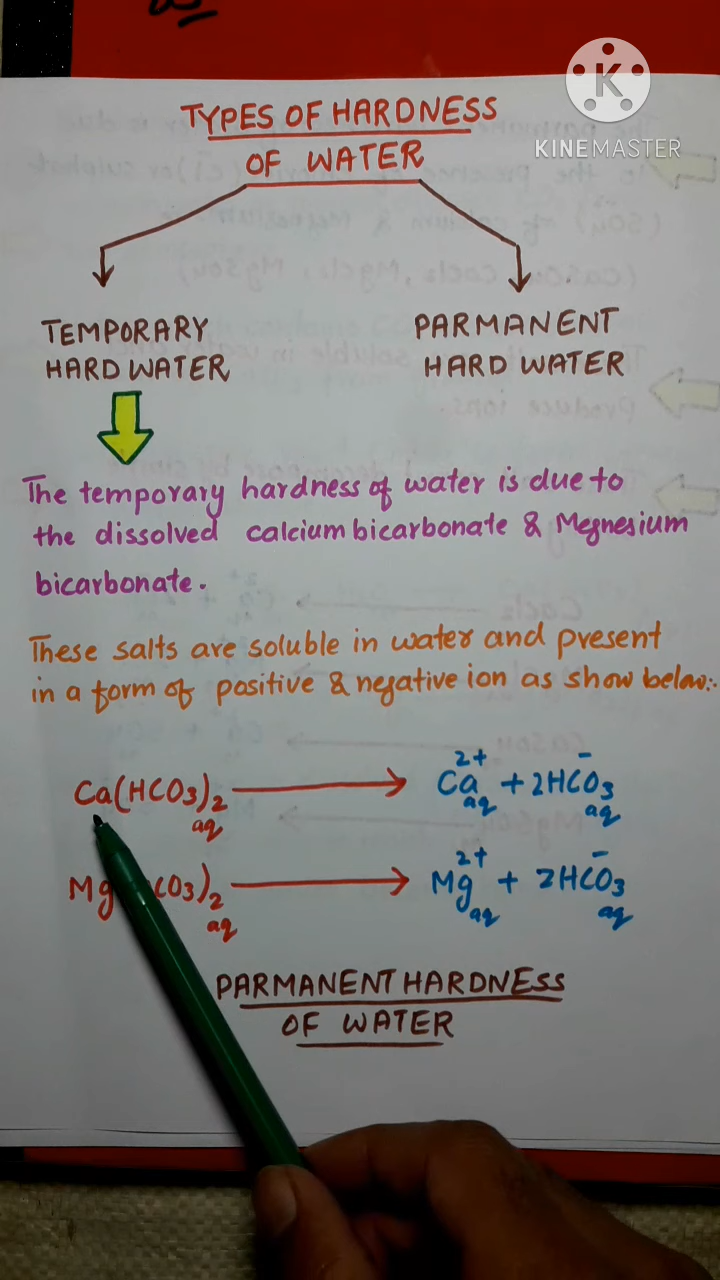 K
KINEMASTER
TYPES OF HARDNESS
OF WATER
TEMPORARY
HARD WATER
PARMANENT
HARD WATER
The temporary hardness of water is due to
the dissolved calcium bicarbonate & Megnesium
bicarbonate.
These salts are soluble in water and present
in a form of positive & negative ion as show below:-
Ca(HCO3)2 aq → Ca2+ aq + 2HCO3- aq
Mg CO3)2 aq → Mg2+ aq + 2HCO3- aq
PARMANENT HARDNESS
OF WATER